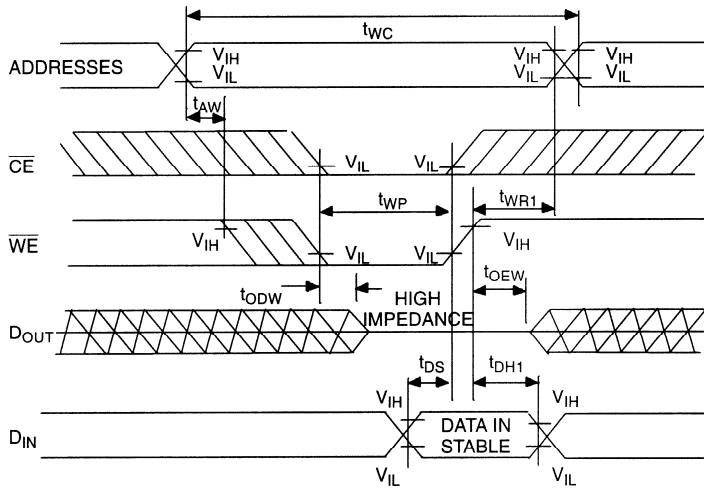 tWC
ADDRESSES
VIH
VIL
VIH
VIL
VIH
VIL
tAW
CE
VIL
VIL
tWP
tWR1
WE
VIH
VIL
VIL
VIH
tODW
HIGH
IMPEDANCE
tOEW
DOUT
tDS
tDH1
VIH
VIH
DIN
DATA IN
STABLE
VIL
VIL